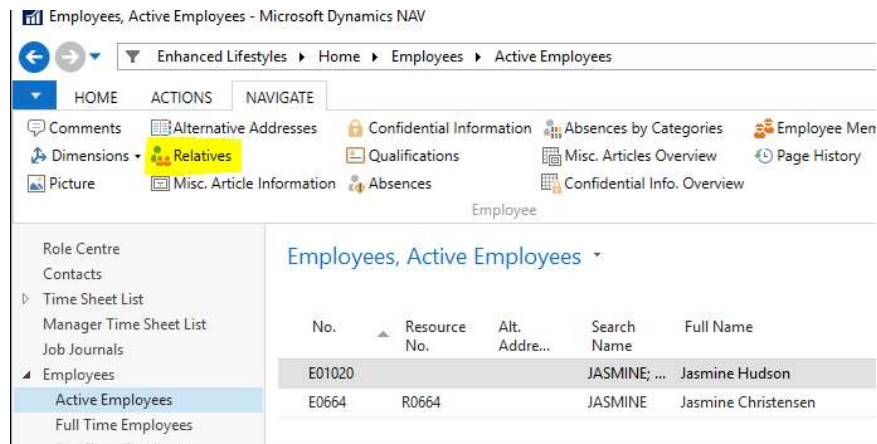 Employees, Active Employees - Microsoft Dynamics NAV
Enhanced Lifestyles Home Employees Active Employees
HOME ACTIONS NAVIGATE
Comments Alternative Addresses Confidential Information Absences by Categories Employee Mem
Dimensions Relatives Qualifications Misc. Articles Overview Page History
Picture Misc. Article Information Absences Confidential Info. Overview
Employee
Role Centre
Contacts
Time Sheet List
Manager Time Sheet List
Job Journals
Employees
Active Employees
Full Time Employees
Employees, Active Employees
No. Resource No. Alt. Addre... Search Name Full Name
E01020 JASMINE; ... Jasmine Hudson
E0664 R0664 JASMINE Jasmine Christensen